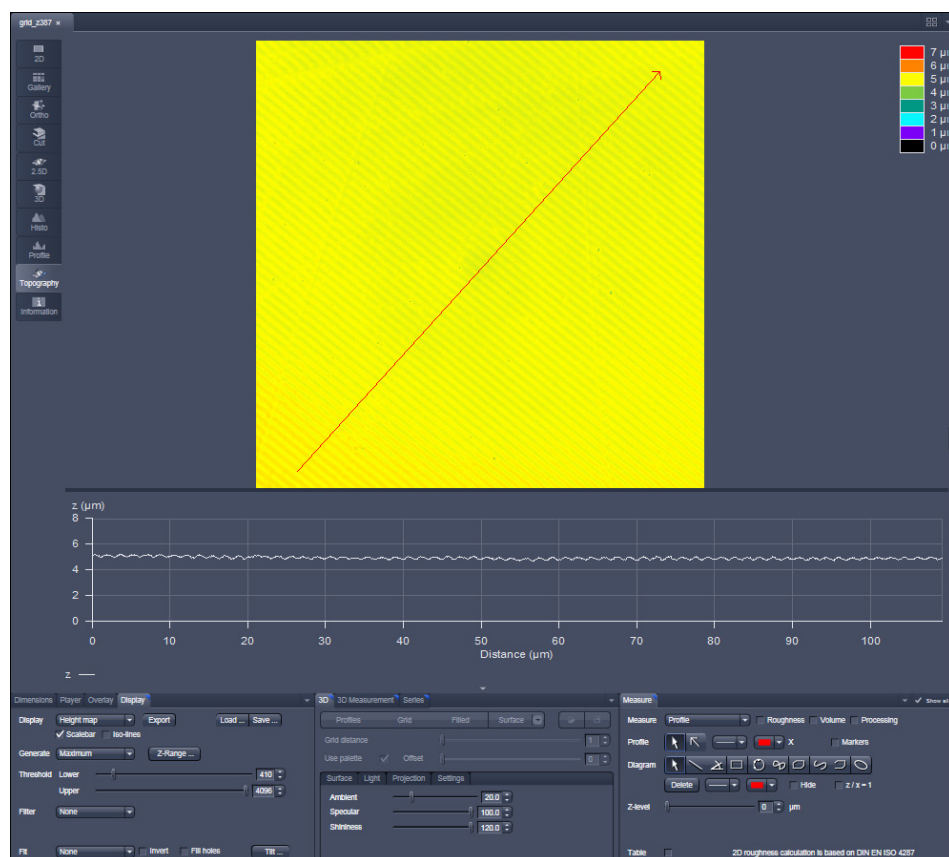 grid_z387 ×
2D
Gallery
Ortho
Cut
2.5D
3D
Histo
Profile
Topography
i
Information
7 µ
6 µ
5 µ
4 µ
3 µ
2 µ
1 µ
0 µ
z (µm)
8
6
4
2
0
0 10 20 30 40 50 60 70 80 90 100
Distance (µm)
z
Dimensions Player Overlay Display
Display Height map Export Load ... Save ...
Scalebar Iso-lines
Generate Maximum Z-Range ...
Threshold Lower 410
Upper 4096
Filter None
Fit None Invert Fill holes Tilt ...
3D 3D Measurement Series
Profiles Grid Filled Surface
Grid distance 1
Use palette Offset 0
Surface Light Projection Settings
Ambient 20.0
Specular 100.0
Shininess 120.0
Measure Show all
Measure Profile Roughness Volume Processing
Profile X Markers
Diagram
Delete Hide z / x = 1
Z-level 0 µm
Table 2D roughness calculation is based on DIN EN ISO 4287